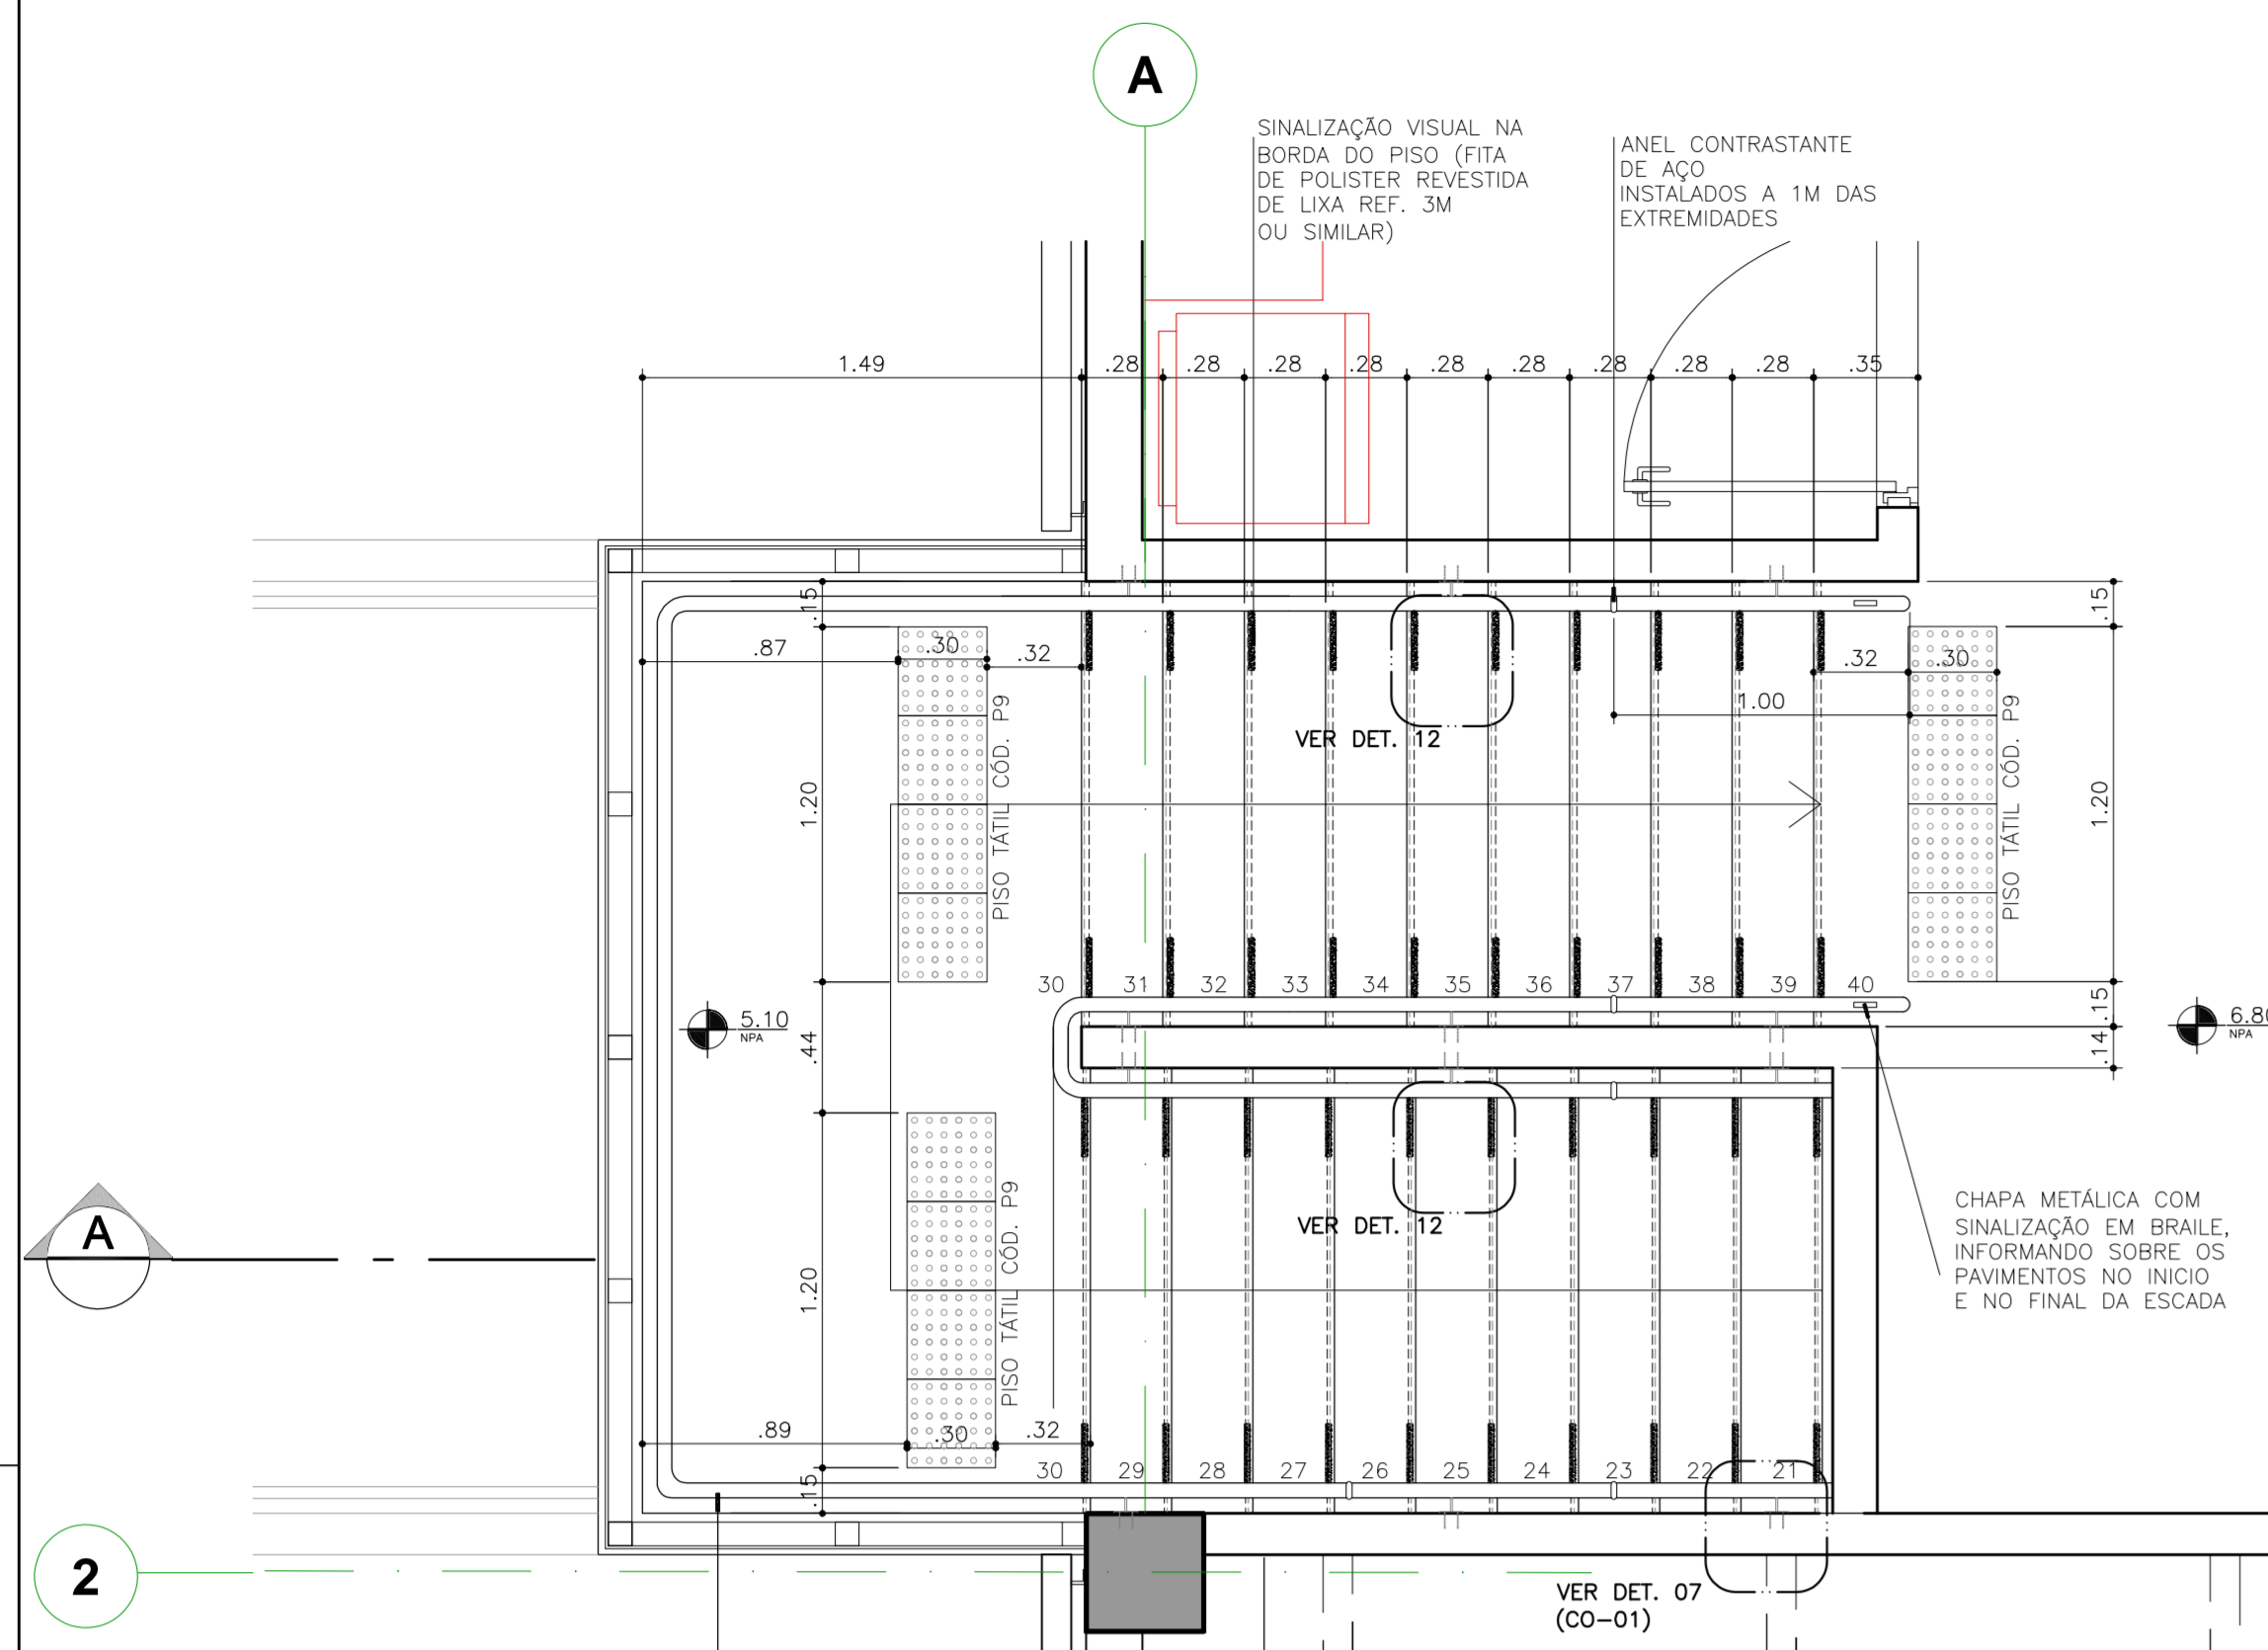 A
SINALIZAÇÃO VISUAL NA
BORDA DO PISO (FITA
DE POLISTER REVESTIDA
DE LIXA REF. 3M
OU SIMILAR)
ANEL CONTRASTANTE
DE AÇO
INSTALADOS A 1M DAS
EXTREMIDADES
1.49 .28 .28 .28 .28 .28 .28 .28 .28 .28 .35
.15
.15
.87 .30 .32
.32 .30
1.00
PISO TÁTIL CÓD. P9
PISO TÁTIL CÓD. P9
VER DET. 12
1.20
1.20
30 31 32 33 34 35 36 37 38 39 40
5.10
NPA
.44
.15
.14
NPA
VER DET. 12
PISO TÁTIL CÓD. P9
1.20
A
CHAPA METÁLICA COM
SINALIZAÇÃO EM BRAILE,
INFORMANDO SOBRE OS
PAVIMENTOS NO INICIO
E NO FINAL DA ESCADA
.89 .30 .32
.15
30 29 28 27 26 25 24 23 22 21
2
VER DET. 07
(CO-01)